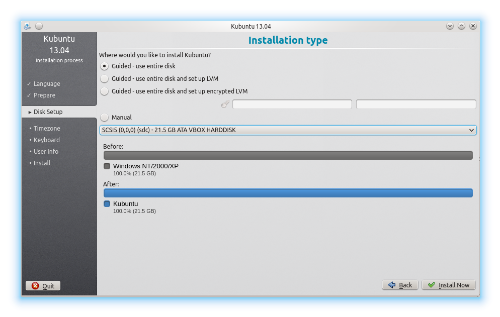 Kubuntu 13.04
Kubuntu
13.04
installation process
Language
Prepare
Disk Setup
Timezone
Keyboard
User Info
Install
Quit
Installation type
Where would you like to install Kubuntu?
Guided - use entire disk
Guided - use entire disk and set up LVM
Guided - use entire disk and set up encrypted LVM
Manual
SCSI5 (0,0,0) (sdc) - 21.5 GB ATA VBOX HARDDISK
Before:
Windows NT/2000/XP
100.0% (21.5 GB)
After:
Kubuntu
100.0% (21.5 GB)
Back
Install Now